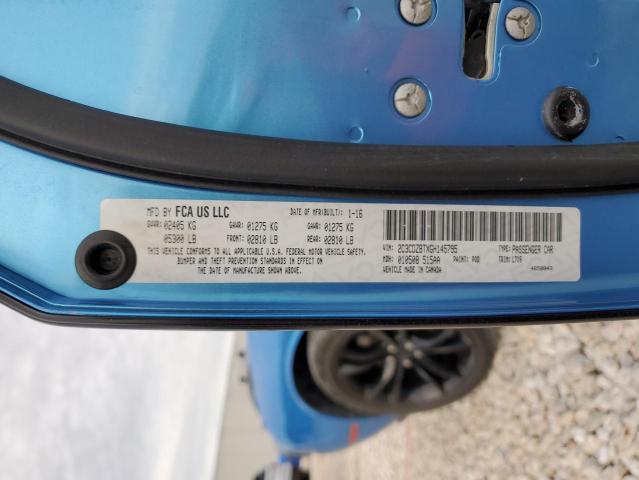 MFD BY FCA US LLC DATE OF MFR(BUILT) 1-16
GVWR: 02405 KG GAWR: 01275 KG GAWR: 01275 KG
05300 LB FRONT: 02810 LB REAR: 02810 LB
THIS VEHICLE CONFORMS TO ALL APPLICABLE U.S.A. FEDERAL MOTOR VEHICLE SAFETY,
BUMPER AND THEFT PREVENTION STANDARDS IN EFFECT ON
THE DATE OF MANUFACTURE SHOWN ABOVE.
VIN: 2C3CDZBTXGH145795 TYPE: PASSENGER CAR
MDH: 010508 515AA PAINT: PQD TRIM: L7X9
VEHICLE MADE IN CANADA